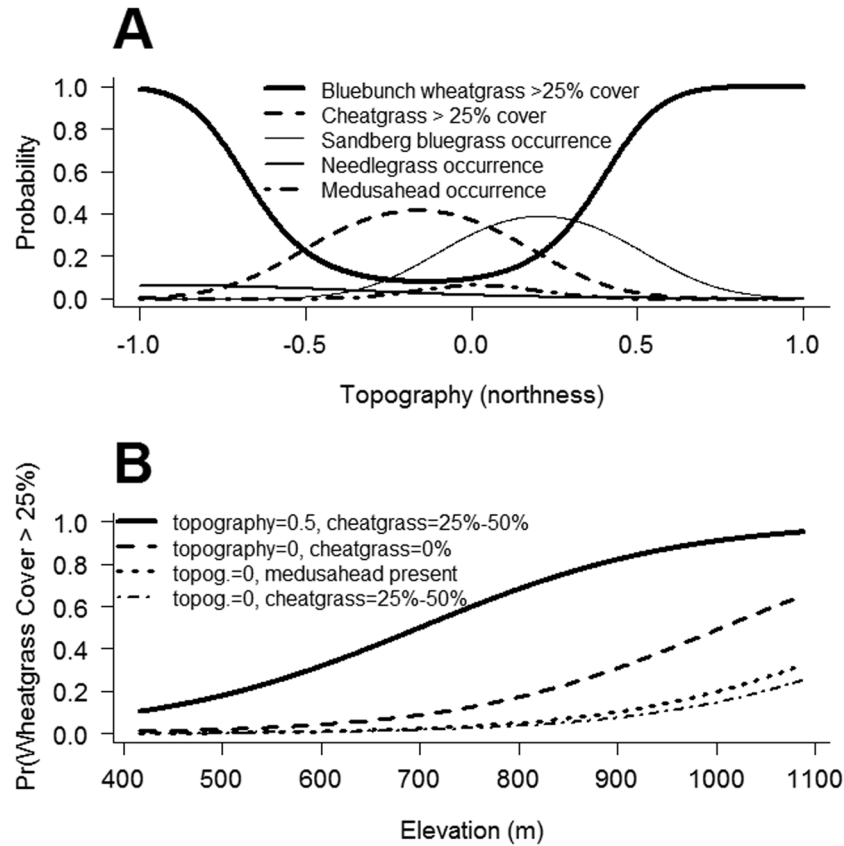 A
Probability
1.0
0.8
0.6
0.4
0.2
0.0
Bluebunch wheatgrass >25% cover
Cheatgrass > 25% cover
Sandberg bluegrass occurrence
Needlegrass occurrence
Medusahead occurrence
-1.0 -0.5 0.0 0.5 1.0
Topography (northness)
B
Pr(Wheatgrass Cover > 25%)
1.0
0.8
0.6
0.4
0.2
0.0
topography=0.5, cheatgrass=25%-50%
topography=0, cheatgrass=0%
topog.=0, medusahead present
topog.=0, cheatgrass=25%-50%
400 500 600 700 800 900 1000 1100
Elevation (m)